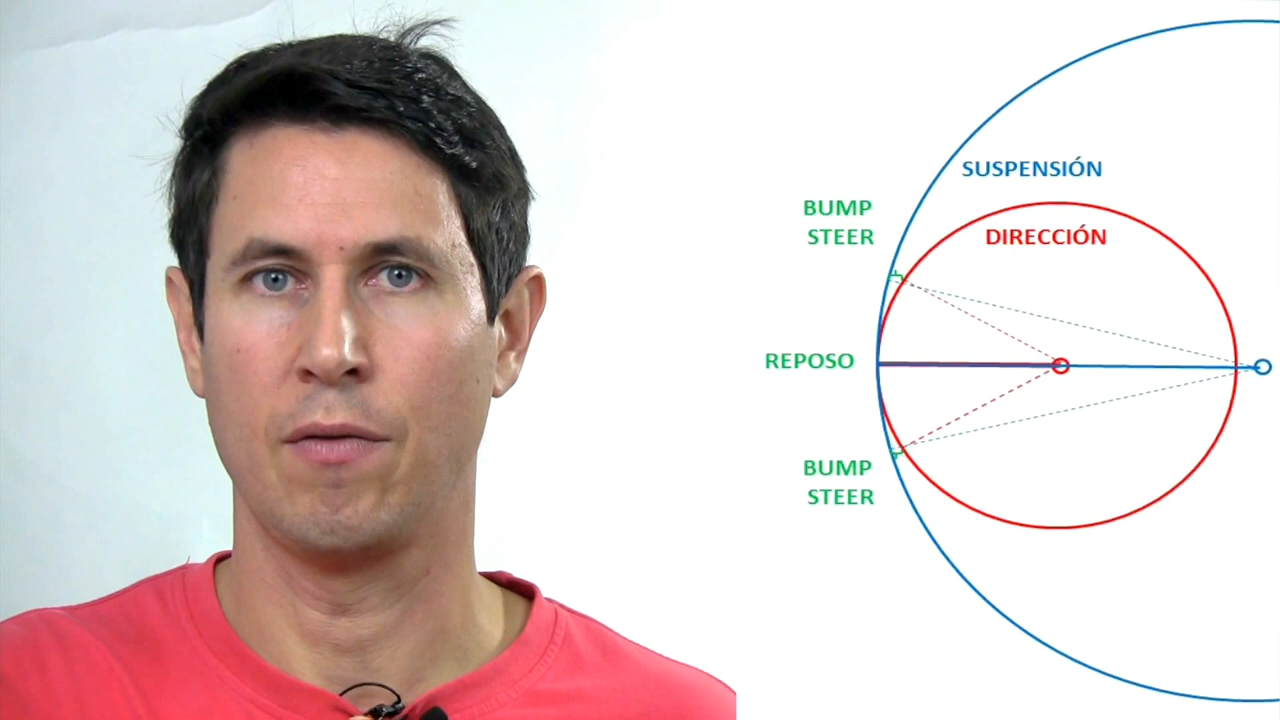 SUSPENSIÓN
BUMP
STEER
DIRECCIÓN
REPOSO
BUMP
STEER